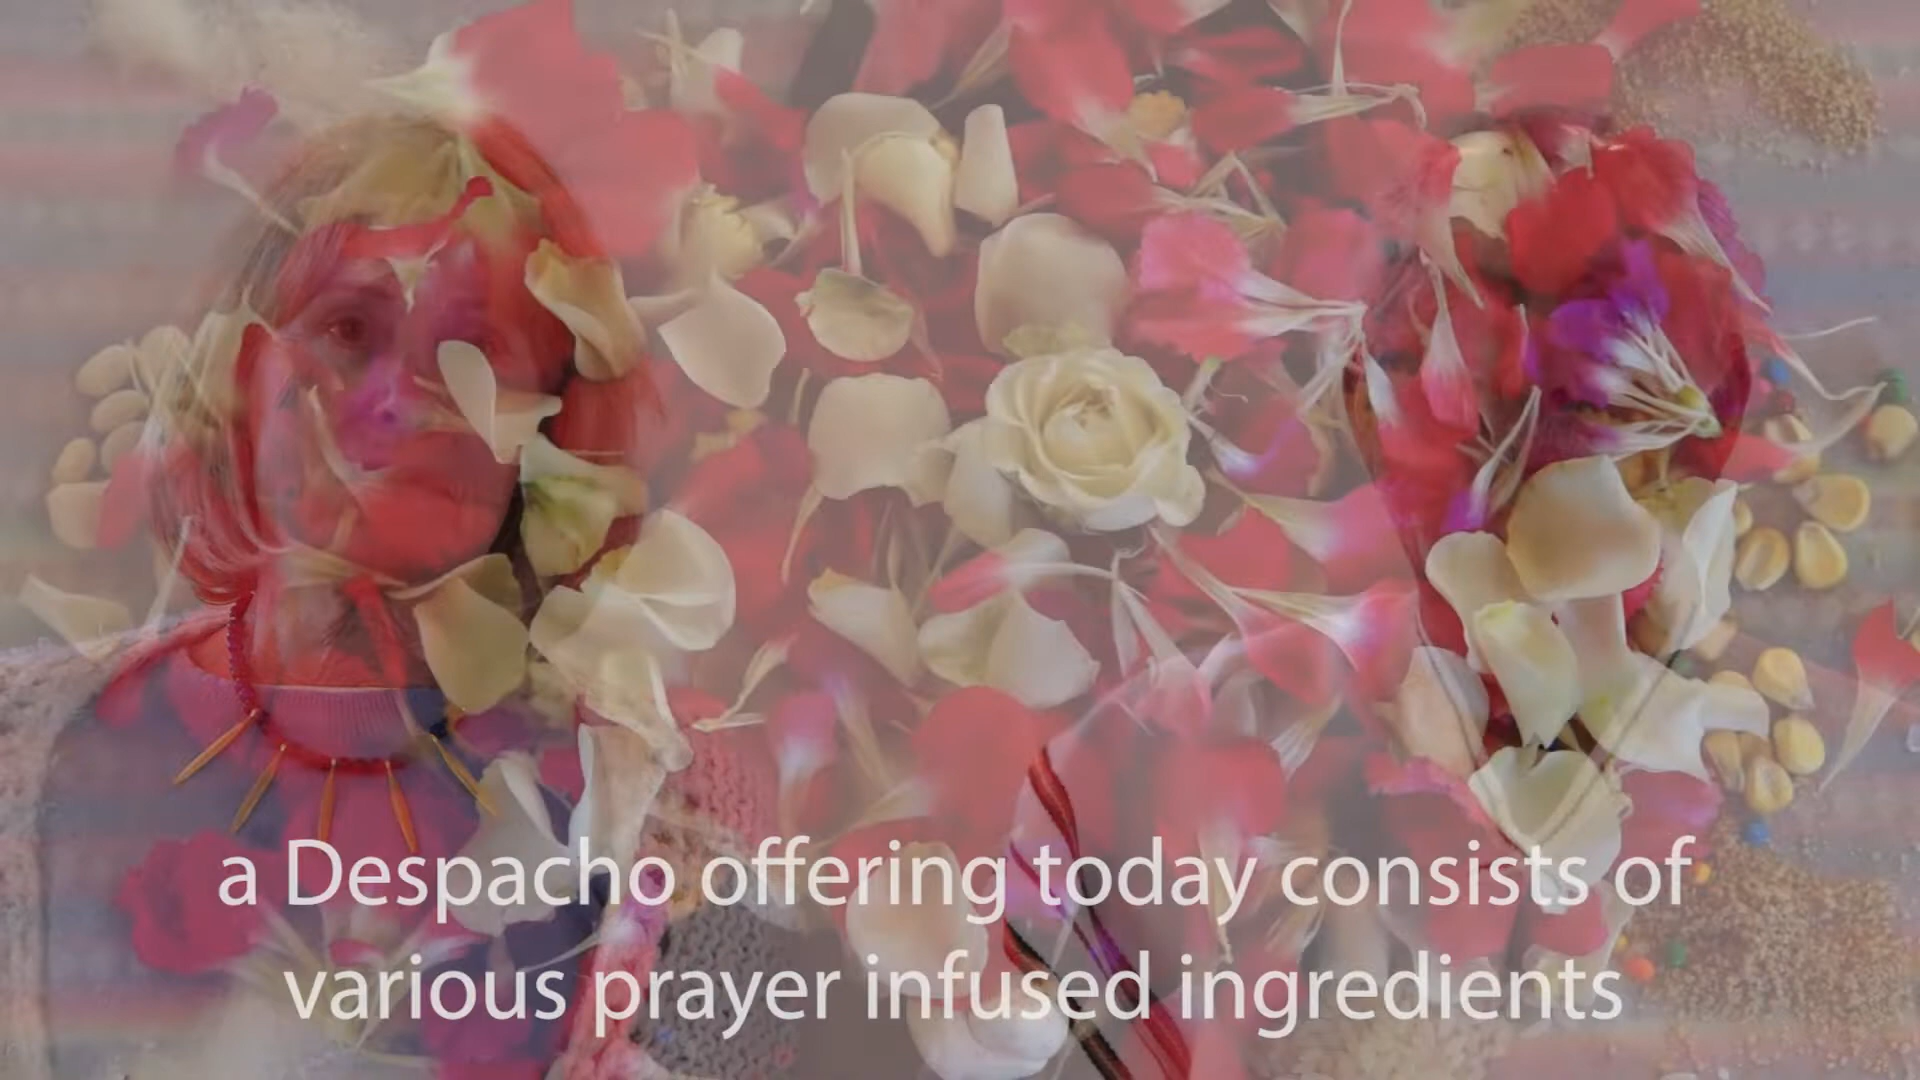 a Despacho offering today consists of
various prayer infused ingredients